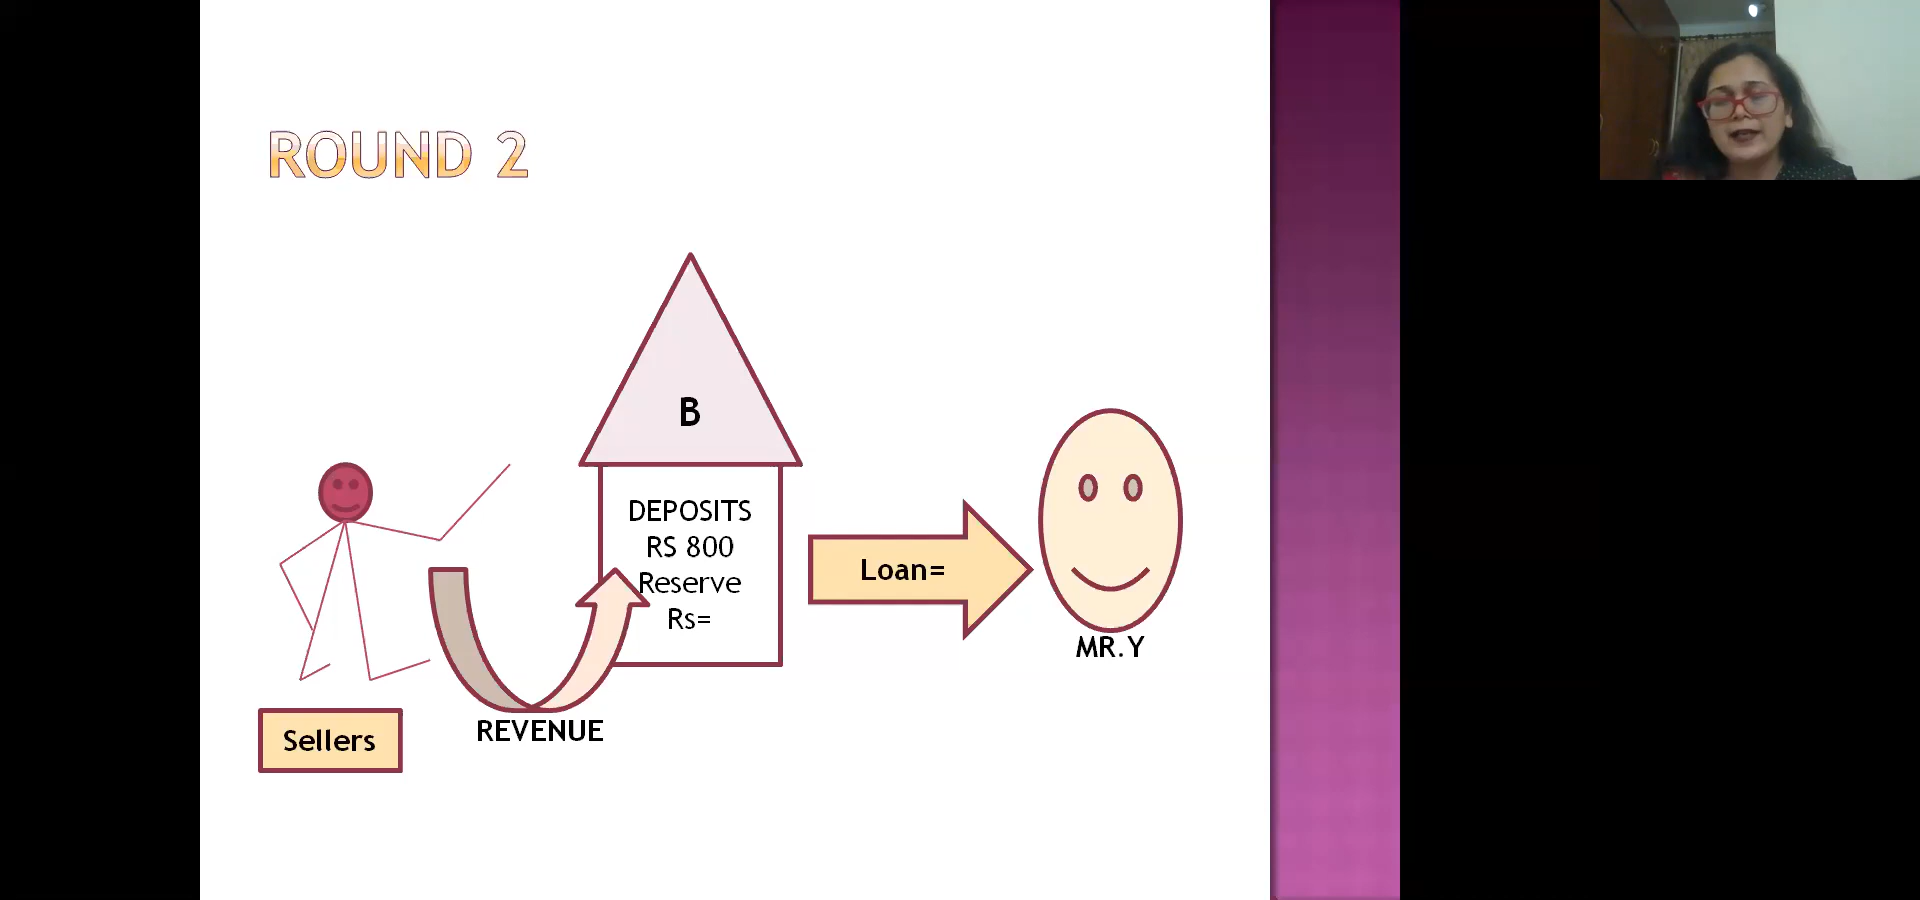 ROUND 2
B
DEPOSITS
RS 800
Reserve
Rs=
Loan=
MR.Y
REVENUE
Sellers